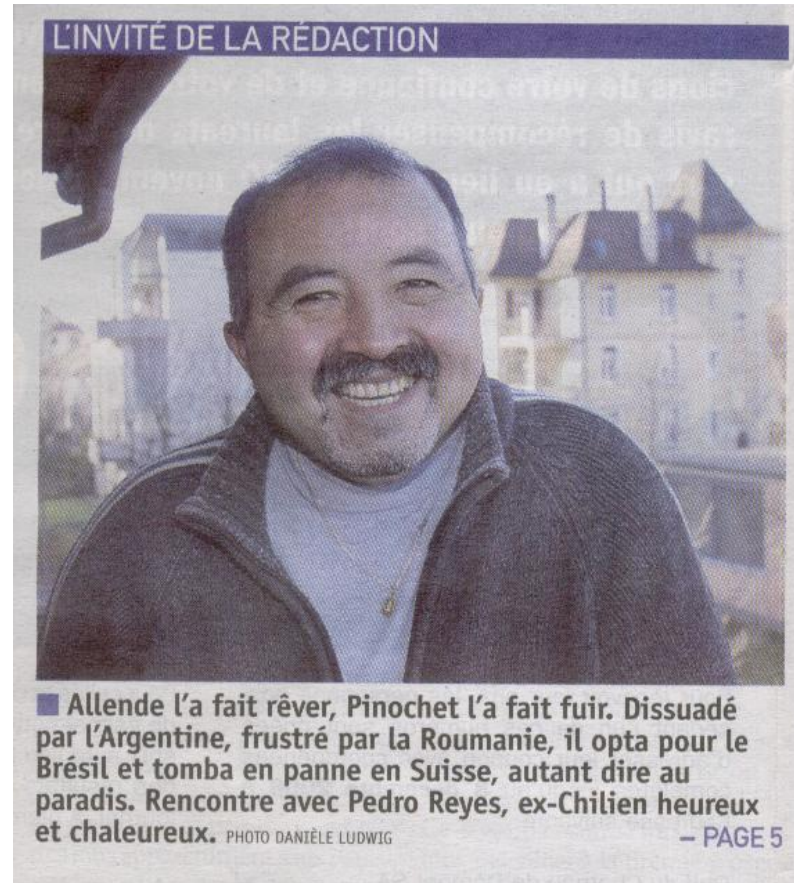 L'INVITÉ DE LA RÉDACTION
Allende l'a fait rêver, Pinochet l'a fait fuir. Dissuadé
par l'Argentine, frustré par la Roumanie, il opta pour le
Brésil et tomba en panne en Suisse, autant dire au
paradis. Rencontre avec Pedro Reyes, ex-Chilien heureux
et chaleureux. PHOTO DANIÈLE LUDWIG – PAGE 5